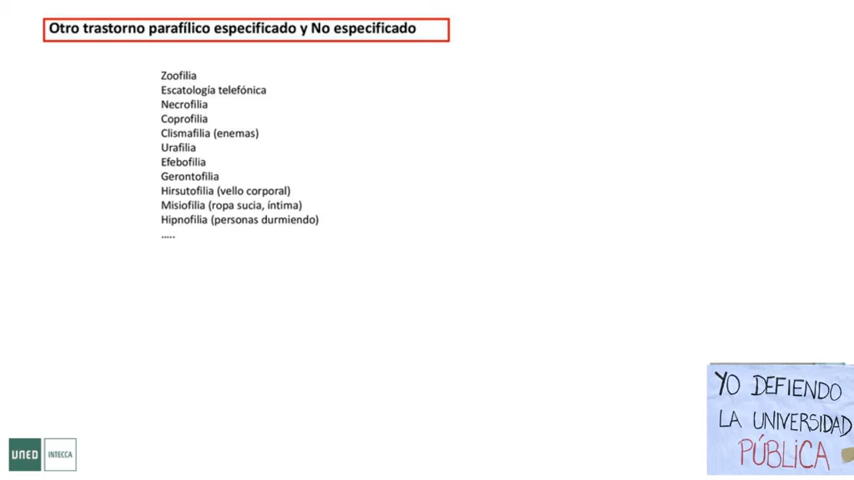 Otro trastorno parafílico especificado y No especificado
Zoofilia
Escatología telefónica
Necrofilia
Coprofilia
Clismafilia (enemas)
Urafilia
Efebofilia
Gerontofilia
Hirsutofilia (vello corporal)
Misiofilia (ropa sucia, íntima)
Hipnofilia (personas durmiendo)
.....
UNED
INTECCA
YO DEFIENDO
LA UNIVERSIDAD
PÚBLICA